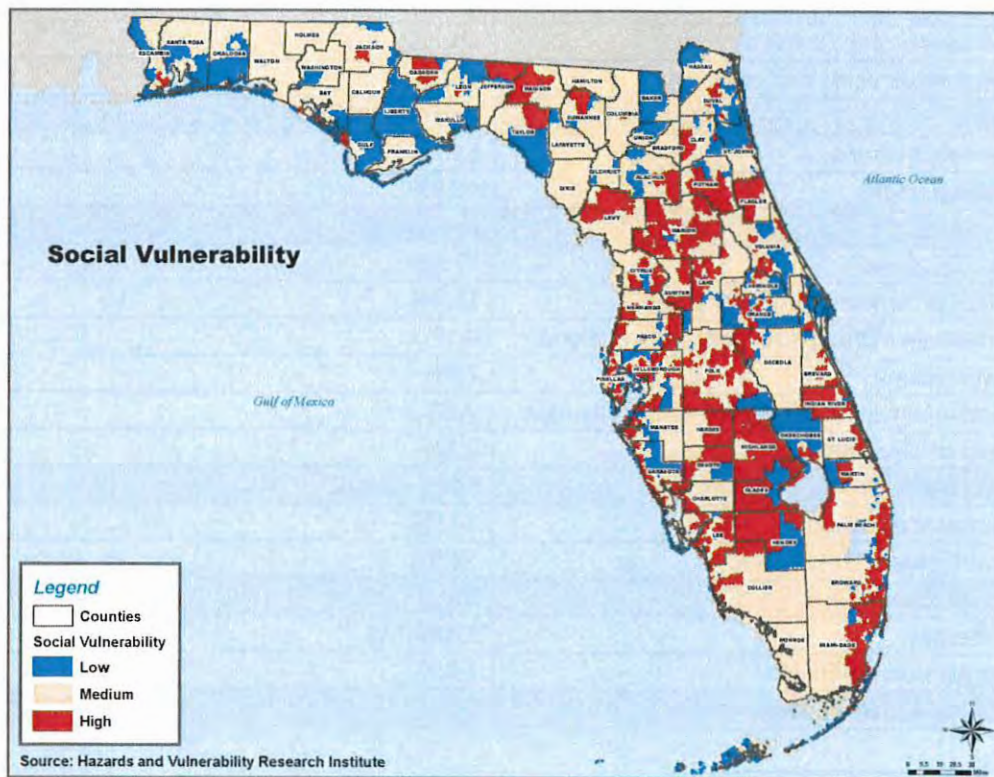 HOLMES
SANTA ROSA
JACKSON
ESCAMBIA
OKALOOSA
WALTON
WASHINGTON
GADSDEN
BAY
CALHOUN
LEON
JEFFERSON
MADISON
HAMILTON
NASSAU
LIBERTY
WAKULLA
SUWANNEE
COLUMBIA
BAKER
DUVAL
GULF
FRANKLIN
TAYLOR
LAFAYETTE
UNION
BRADFORD
CLAY
ST. JOHNS
Atlantic Ocean
DIXIE
GILCHRIST
ALACHUA
PUTNAM
FLAGLER
LEVY
MARION
VOLUSIA
Social Vulnerability
CITRUS
LAKE
SEMINOLE
SUMTER
HERNANDO
ORANGE
PASCO
OSCEOLA
BREVARD
PINELLAS
HILLSBOROUGH
POLK
INDIAN RIVER
Gulf of Mexico
MANATEE
HARDEE
OKEECHOBEE
ST. LUCIE
HIGHLANDS
SARASOTA
DESOTO
MARTIN
CHARLOTTE
GLADES
PALM BEACH
LEE
HENDRY
COLLIER
BROWARD
MONROE
MIAMI-DADE
Legend
Counties
Social Vulnerability
Low
Medium
High
Source: Hazards and Vulnerability Research Institute